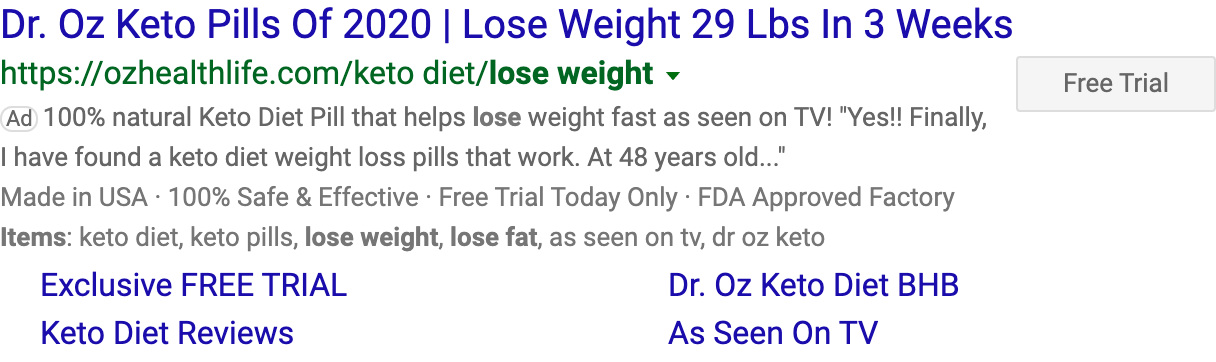 Dr. Oz Keto Pills Of 2020 | Lose Weight 29 Lbs In 3 Weeks
https://ozhealthlife.com/keto diet/lose weight
Free Trial
Ad 100% natural Keto Diet Pill that helps lose weight fast as seen on TV! "Yes!! Finally,
I have found a keto diet weight loss pills that work. At 48 years old..."
Made in USA · 100% Safe & Effective · Free Trial Today Only · FDA Approved Factory
Items: keto diet, keto pills, lose weight, lose fat, as seen on tv, dr oz keto
Exclusive FREE TRIAL
Dr. Oz Keto Diet BHB
Keto Diet Reviews
As Seen On TV